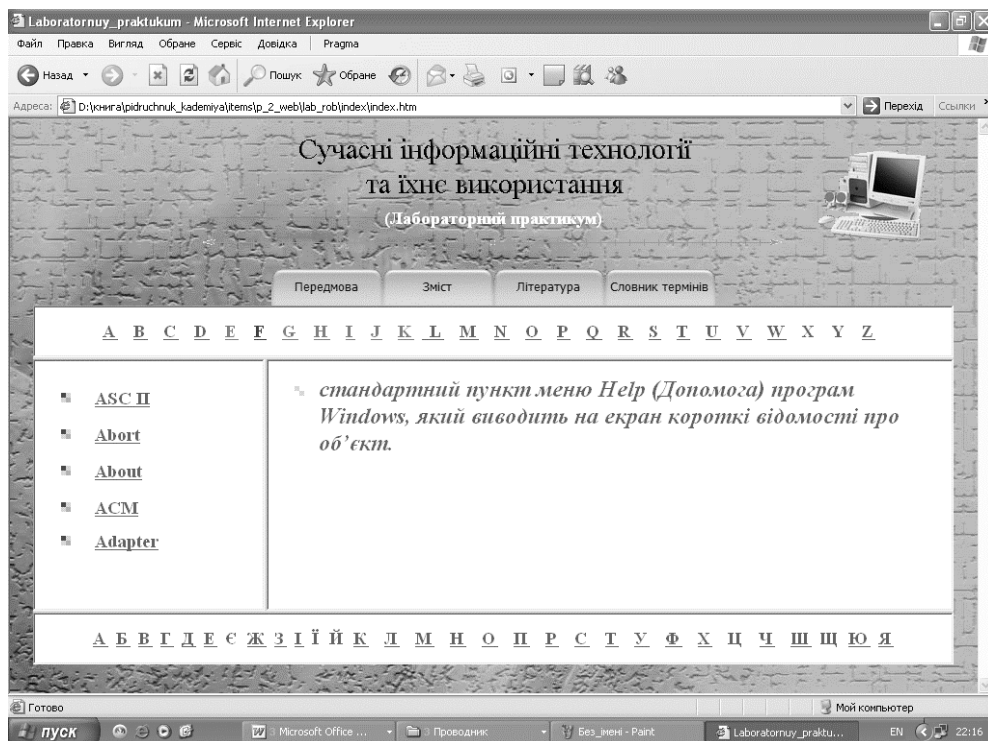 Laboratornuy_praktukum - Microsoft Internet Explorer
Файл Правка Вигляд Обране Сервіс Довідка Pragma
Назад Пошук Обране
Адреса: D:\книга\pidruchnuk_kademiya\items\p_2_web\lab_rob\index\index.htm Перехід Ссылки
Сучасні інформаційні технології
та їхнє використання
(Лабораторний практикум)
Передмова Зміст Література Словник термінів
A B C D E F G H I J K L M N O P Q R S T U V W X Y Z
ASC II
Abort
About
ACM
Adapter
стандартний пункт меню Help (Допомога) програм
Windows, який виводить на екран короткі відомості про
об’єкт.
А Б В Г Д Е Є Ж З І Ї Й К Л М Н О П Р С Т У Ф Х Ц Ч Ш Щ Ю Я
Готово Мой компьютер
пуск 3 Microsoft Office ... 3 Проводник Без_імені - Paint Laboratornuy_praktu... EN 22:16